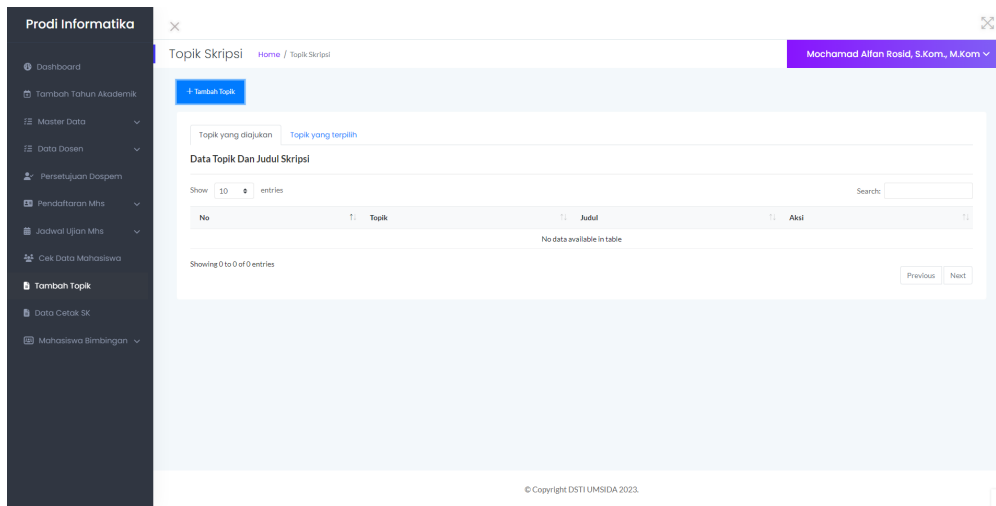 Prodi Informatika
Dashboard
Tambah Tahun Akademik
Master Data
Data Dosen
Persetujuan Dospem
Pendaftaran Mhs
Jadwal Ujian Mhs
Cek Data Mahasiswa
Tambah Topik
Data Cetak SK
Mahasiswa Bimbingan
Topik Skripsi Home / Topik Skripsi
Mochamad Alfan Rosid, S.Kom., M.Kom
+ Tambah Topik
Topik yang diajukan Topik yang terpilih
Data Topik Dan Judul Skripsi
Show 10 entries Search:
No Topik Judul Aksi
No data available in table
Showing 0 to 0 of 0 entries
Previous Next
© Copyright DSTI UMSIDA 2023.